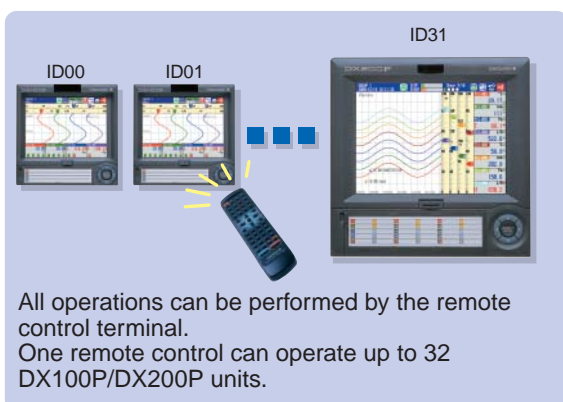 ID31
ID00
ID01
All operations can be performed by the remote
control terminal.
One remote control can operate up to 32
DX100P/DX200P units.